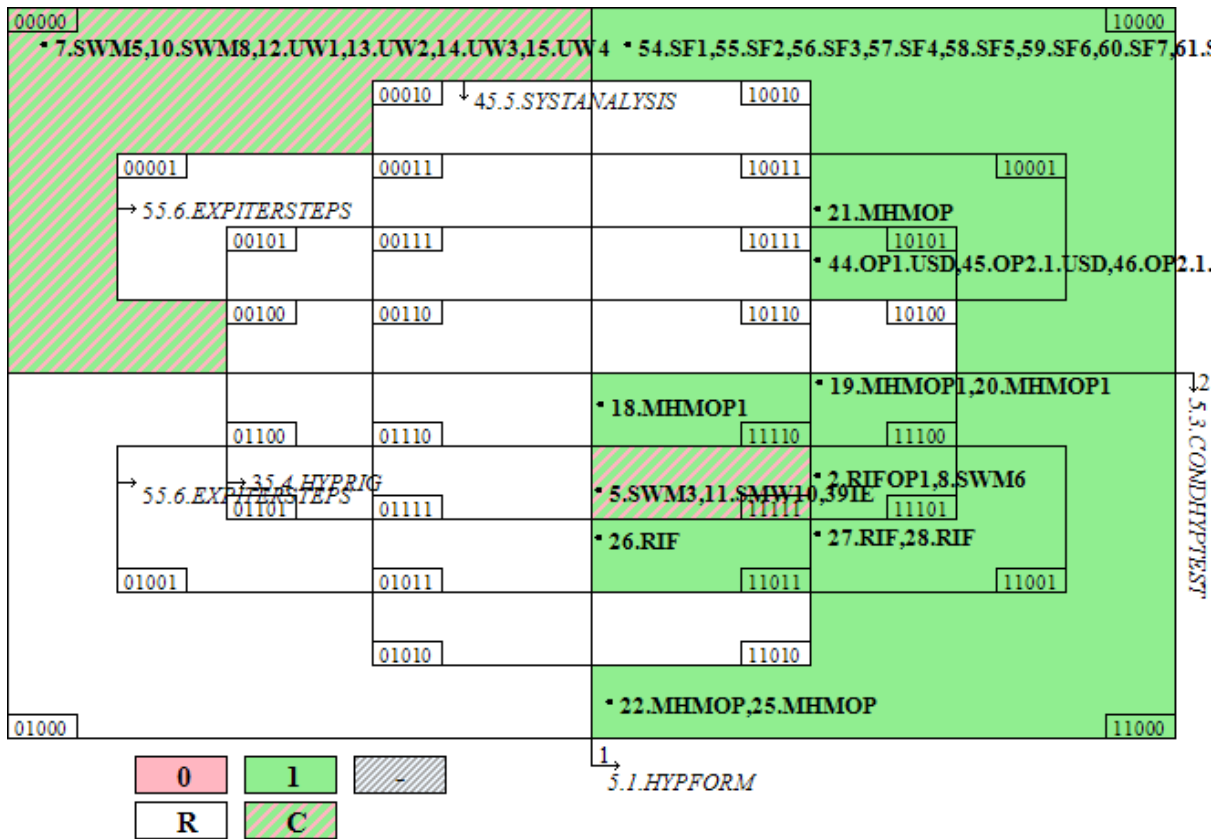 00000 10000
7.SWM5,10.SWM8,12.UW1,13.UW2,14.UW3,15.UW4 54.SF1,55.SF2,56.SF3,57.SF4,58.SF5,59.SF6,60.SF7,61.S
00010 45.5.SYSTANALYSIS 10010
00001 00011 10011 10001
55.6.EXPITERSTEPS 21.MHMOP
00101 00111 10111 10101
44.OP1.USD,45.OP2.1.USD,46.OP2.1.
00100 00110 10110 10100
2
19.MHMOP1,20.MHMOP1
18.MHMOP1
5.3.CONDHYPTEST
01100 01110 11110 11100
35.4.HYPRIG 2.RIFOP1,8.SWM6
55.6.EXPITERSTEPS 5.SWM3,11.SMW10,39IE
01101 01111 11111 11101
26.RIF 27.RIF,28.RIF
01001 01011 11011 11001
01010 11010
22.MHMOP,25.MHMOP
01000 11000
1
5.1.HYPFORM
0 1 -
R C